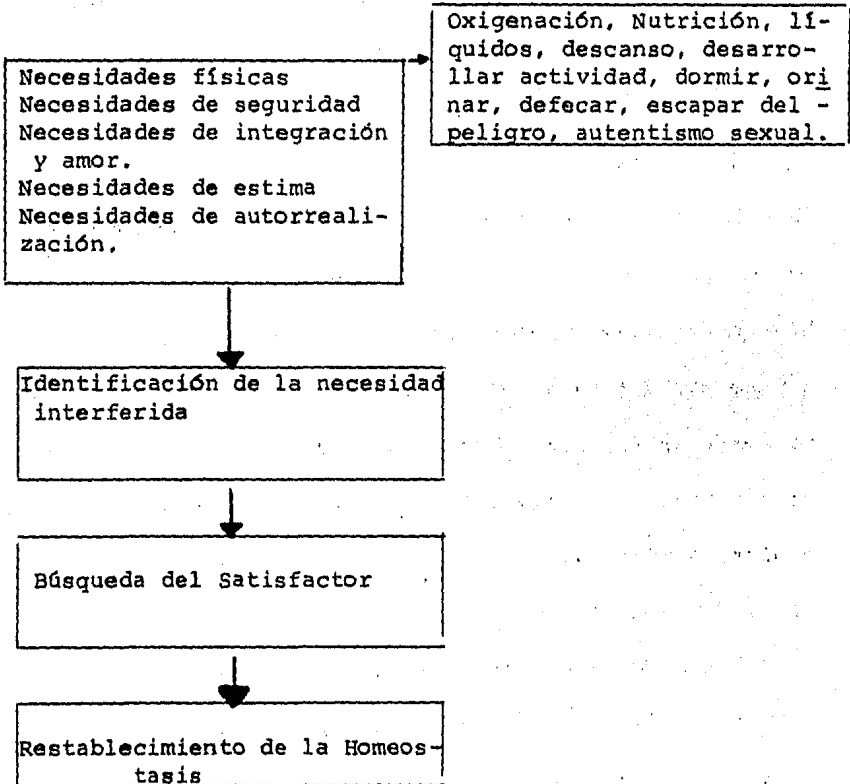 Oxigenación, Nutrición, lí-
quidos, descanso, desarro-
llar actividad, dormir, ori
nar, defecar, escapar del -
peligro, autentismo sexual.
Necesidades físicas
Necesidades de seguridad
Necesidades de integración
y amor.
Necesidades de estima
Necesidades de autorreali-
zación.
Identificación de la necesidad
interferida
Búsqueda del Satisfactor
Restablecimiento de la Homeos-
tasis